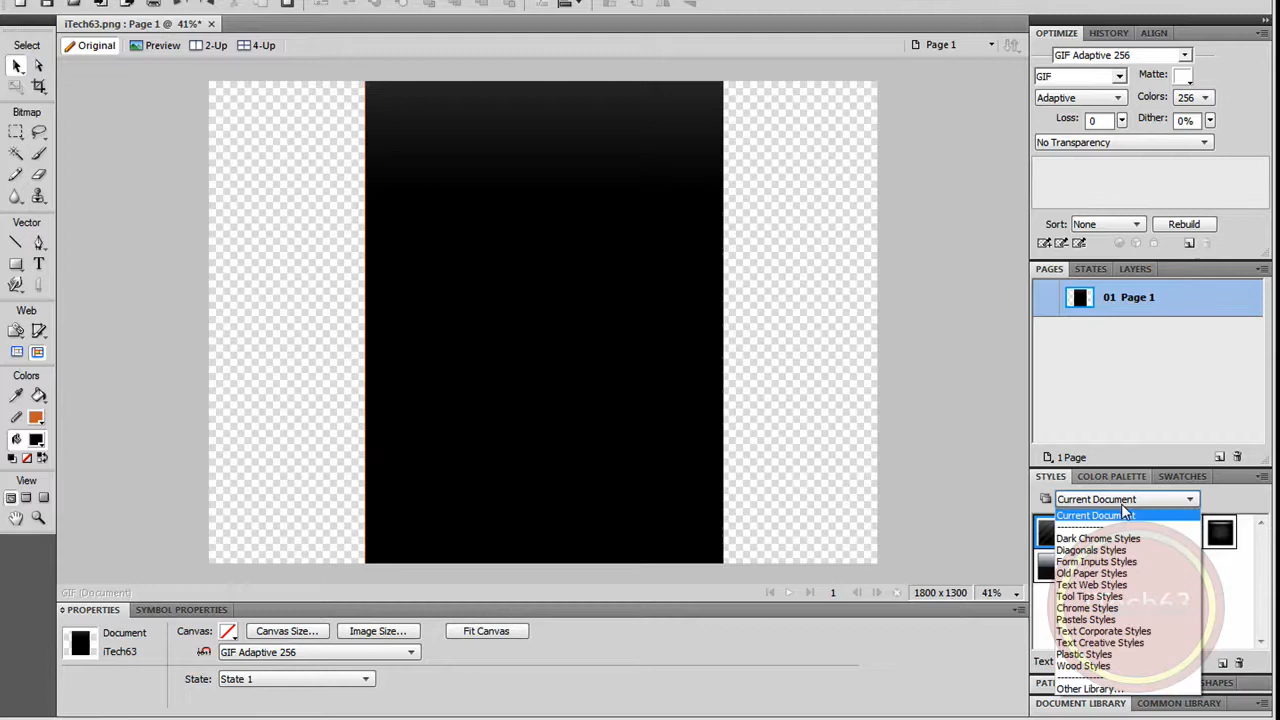 iTech63.png : Page 1 @ 41%*
Original Preview 2-Up 4-Up Page 1
Select
Bitmap
Vector
Web
Colors
View
GIF (Document) 1 1800 x 1300 41%
PROPERTIES SYMBOL PROPERTIES
Document
iTech63
Canvas: Canvas Size... Image Size... Fit Canvas
GIF Adaptive 256
State: State 1
OPTIMIZE HISTORY ALIGN
GIF Adaptive 256
GIF Matte:
Adaptive Colors: 256
Loss: 0 Dither: 0%
No Transparency
Sort: None Rebuild
PAGES STATES LAYERS
01 Page 1
1 Page
STYLES COLOR PALETTE SWATCHES
Current Document
Current Document
Dark Chrome Styles
Diagonals Styles
Form Inputs Styles
Old Paper Styles
Text Web Styles
Tool Tips Styles
Chrome Styles
Pastels Styles
Text Corporate Styles
Text Creative Styles
Plastic Styles
Wood Styles
Other Library...
Text
DOCUMENT LIBRARY COMMON LIBRARY